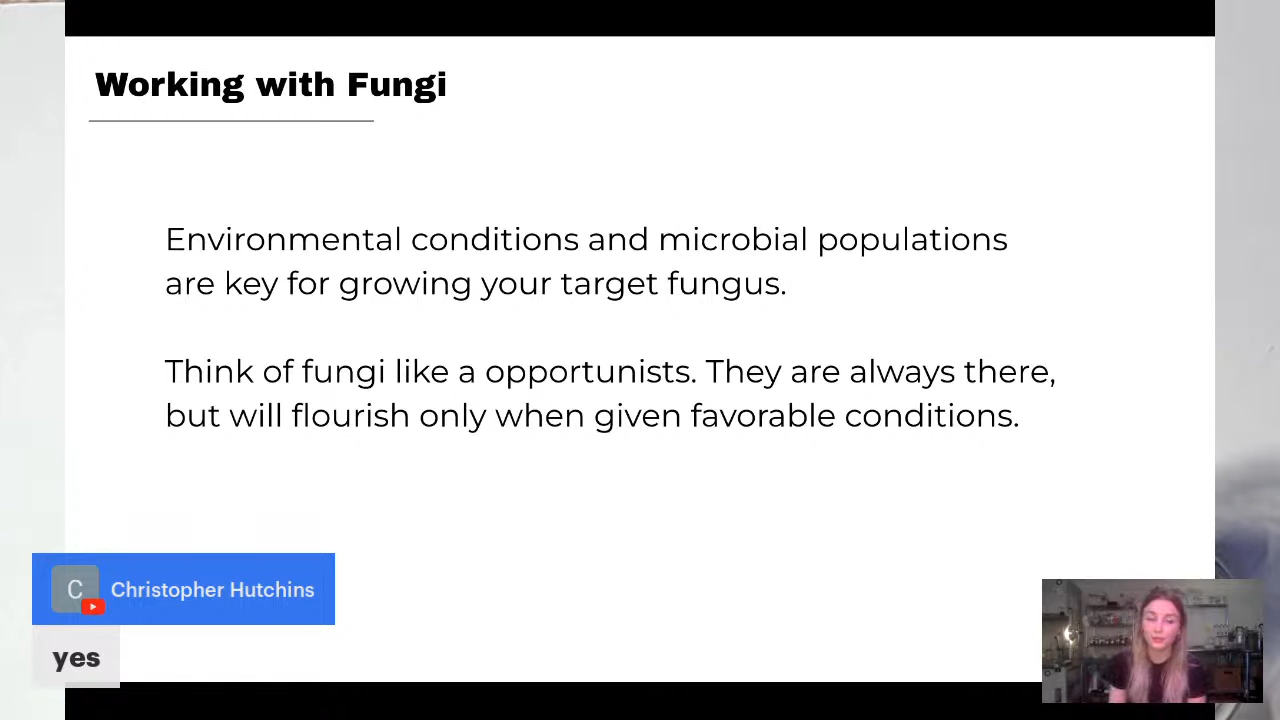 Working with Fungi
Environmental conditions and microbial populations
are key for growing your target fungus.
Think of fungi like a opportunists. They are always there,
but will flourish only when given favorable conditions.
C
Christopher Hutchins
yes